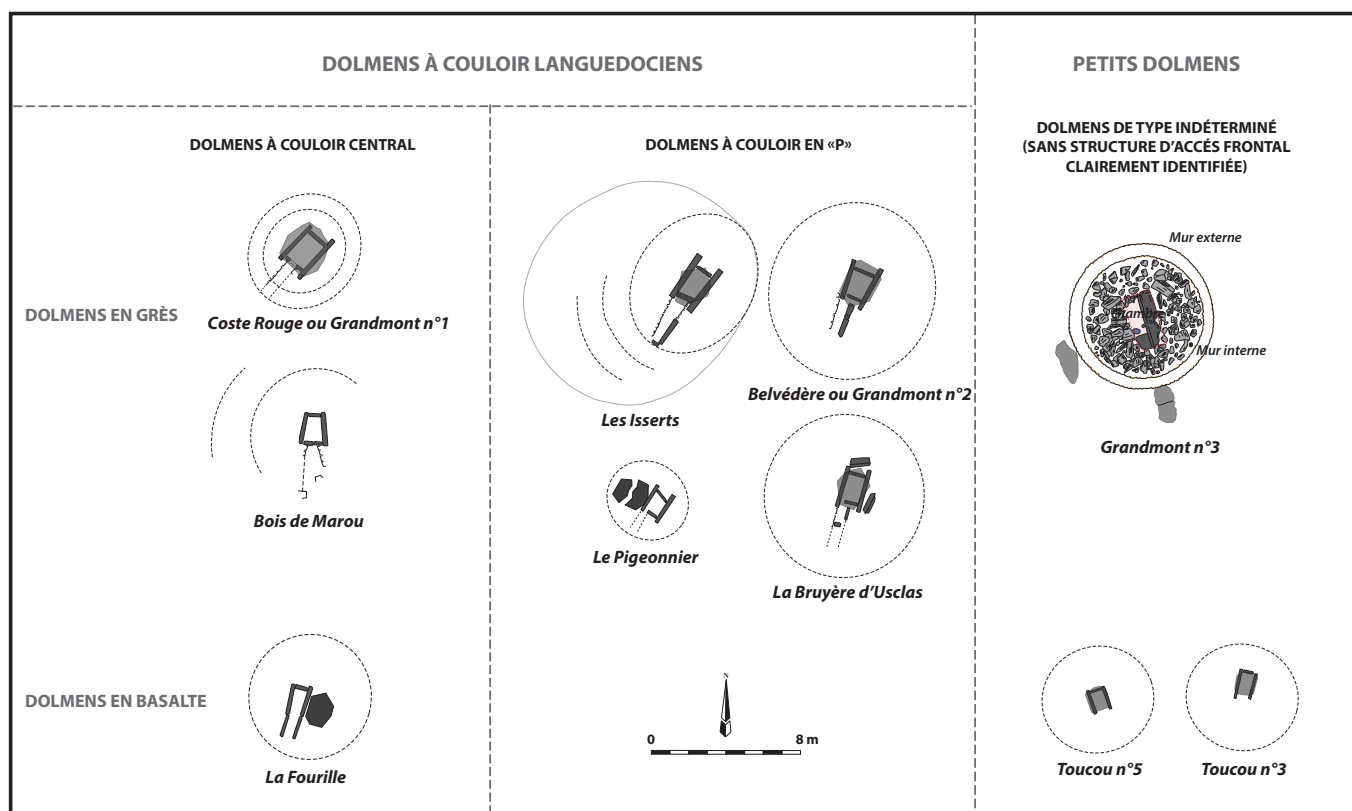 DOLMENS À COULOIR LANGUEDOCIENS
PETITS DOLMENS
DOLMENS À COULOIR CENTRAL
DOLMENS À COULOIR EN «P»
DOLMENS DE TYPE INDÉTERMINÉ
(SANS STRUCTURE D'ACCÉS FRONTAL
CLAIREMENT IDENTIFIÉE)
DOLMENS EN GRÈS
Coste Rouge ou Grandmont n°1
Bois de Marou
Les Isserts
Belvédère ou Grandmont n°2
Le Pigeonnier
La Bruyère d'Usclas
Mur externe
Chambre
Mur interne
Grandmont n°3
DOLMENS EN BASALTE
La Fourille
N
0 8 m
Toucou n°5
Toucou n°3